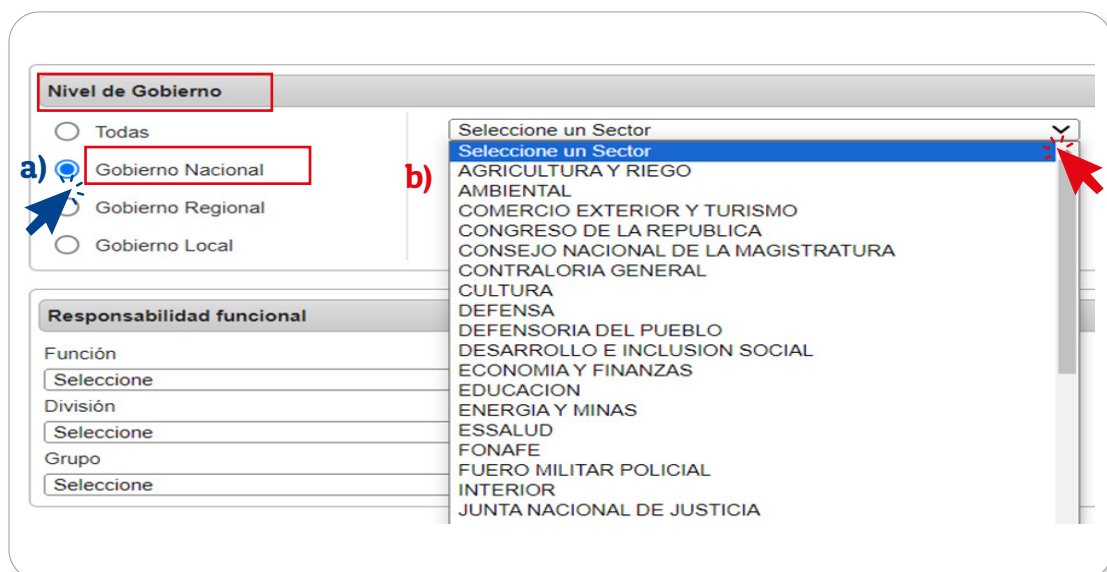 Nivel de Gobierno
Todas
a) Gobierno Nacional
Gobierno Regional
Gobierno Local
Seleccione un Sector
b)
Seleccione un Sector
AGRICULTURA Y RIEGO
AMBIENTAL
COMERCIO EXTERIOR Y TURISMO
CONGRESO DE LA REPUBLICA
CONSEJO NACIONAL DE LA MAGISTRATURA
CONTRALORIA GENERAL
CULTURA
DEFENSA
DEFENSORIA DEL PUEBLO
DESARROLLO E INCLUSION SOCIAL
ECONOMIA Y FINANZAS
EDUCACION
ENERGIA Y MINAS
ESSALUD
FONAFE
FUERO MILITAR POLICIAL
INTERIOR
JUNTA NACIONAL DE JUSTICIA
Responsabilidad funcional
Función
Seleccione
División
Seleccione
Grupo
Seleccione